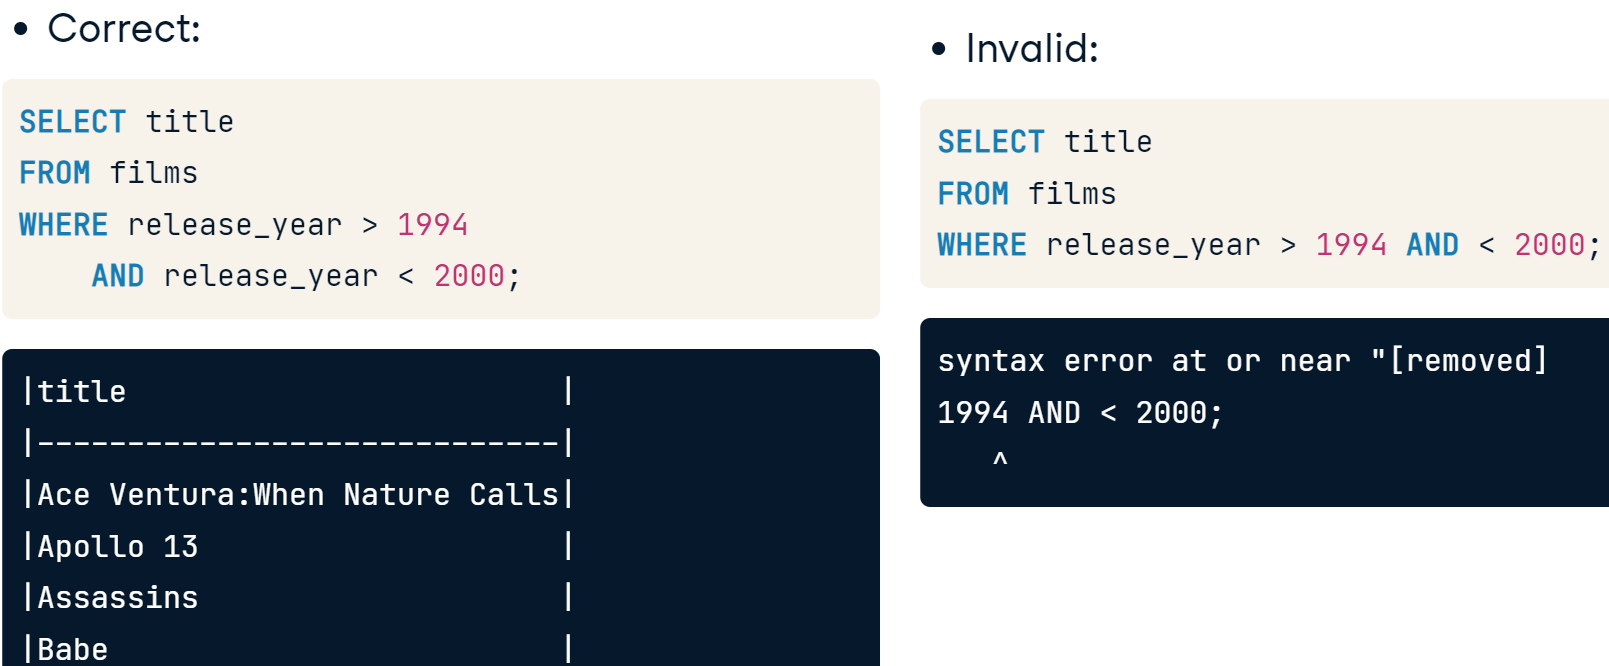 • Correct:
SELECT title
FROM films
WHERE release_year > 1994
    AND release_year < 2000;
|title                        |
|-----------------------------|
|Ace Ventura:When Nature Calls|
|Apollo 13                    |
|Assassins                    |
|Babe                         |
• Invalid:
SELECT title
FROM films
WHERE release_year > 1994 AND < 2000;
syntax error at or near "[removed]
1994 AND < 2000;
   ^